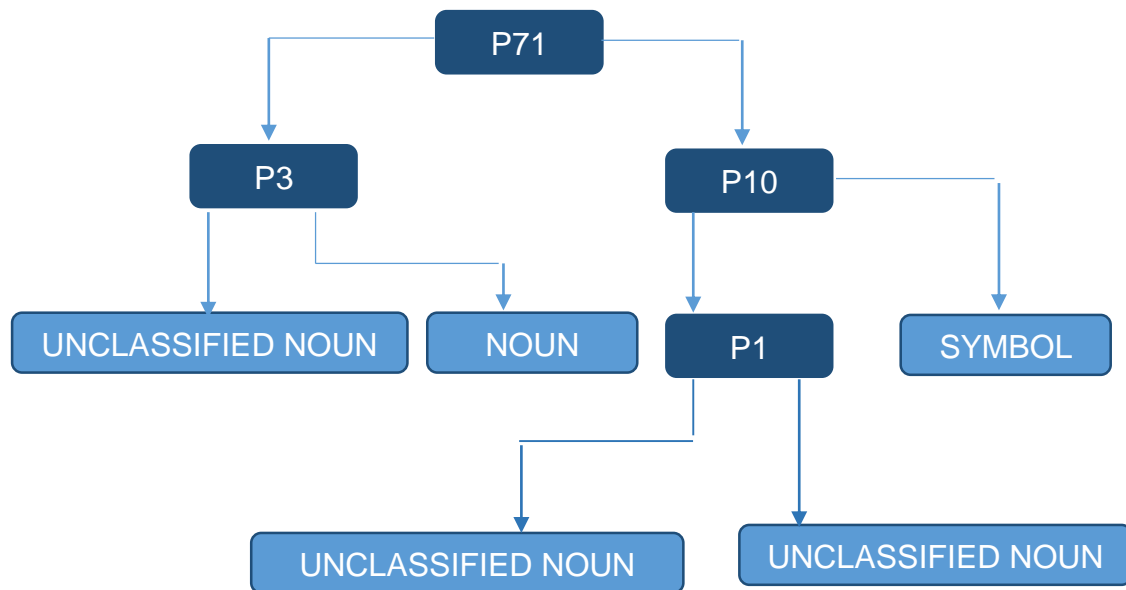 P71
P3
P10
UNCLASSIFIED NOUN
NOUN
P1
SYMBOL
UNCLASSIFIED NOUN
UNCLASSIFIED NOUN